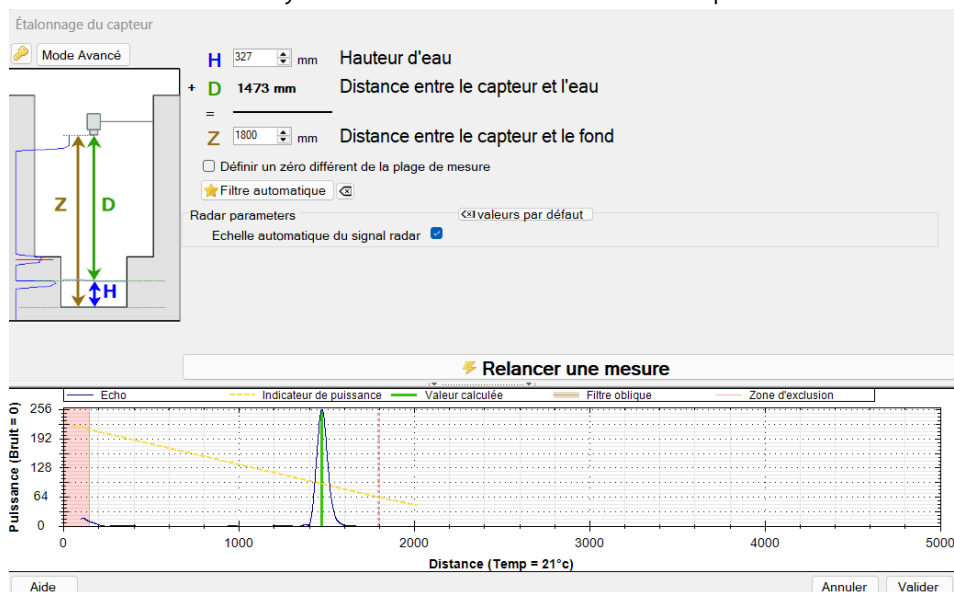 Étalonnage du capteur
Mode Avancé
H 327 mm Hauteur d'eau
+ D 1473 mm Distance entre le capteur et l'eau
=
Z 1800 mm Distance entre le capteur et le fond
Définir un zéro différent de la plage de mesure
Filtre automatique
Radar parameters valeurs par défaut
Echelle automatique du signal radar
Z D
H
Relancer une mesure
Echo Indicateur de puissance Valeur calculée Filtre oblique Zone d'exclusion
Puissance (Bruit = 0)
256
192
128
64
0
0 1000 2000 3000 4000 5000
Distance (Temp = 21°c)
Aide Annuler Valider